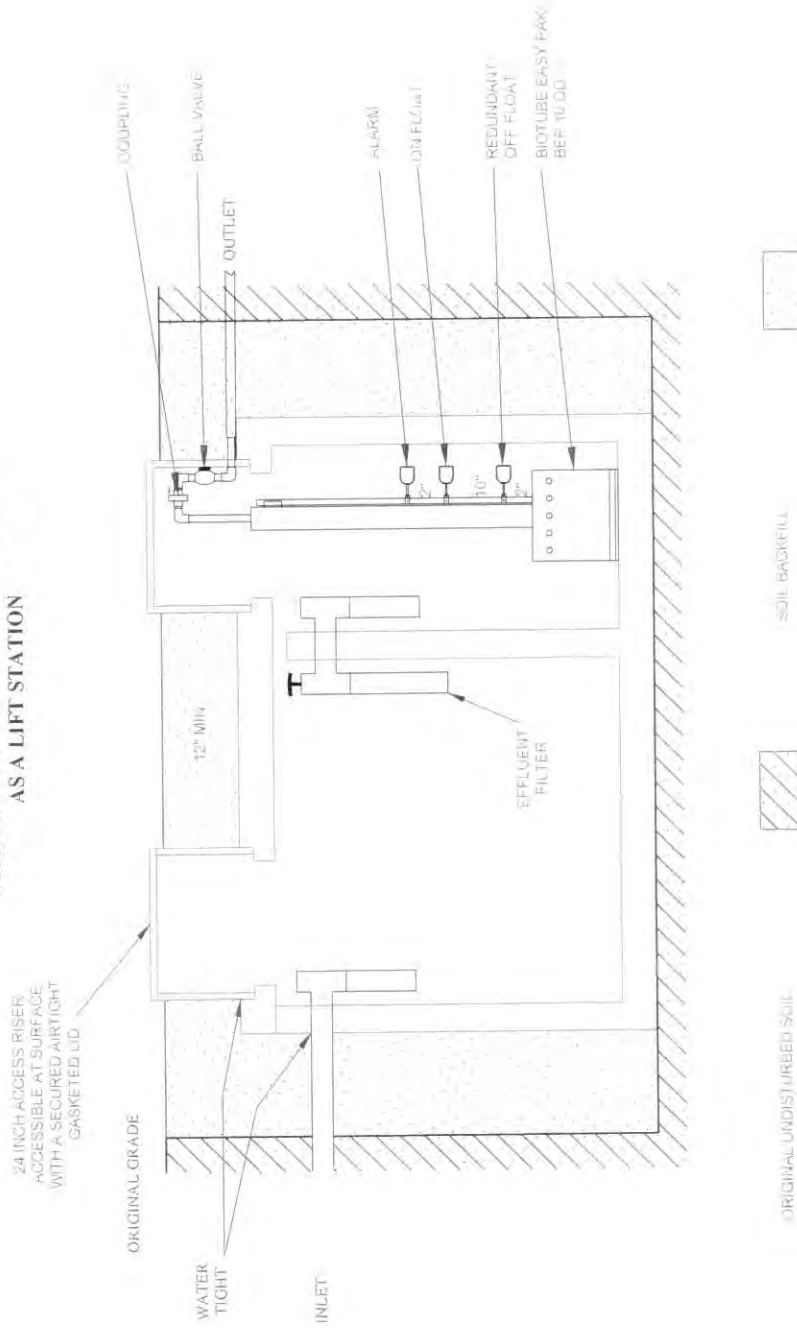 AS A LIFT STATION
24 INCH ACCESS RISER
ACCESSIBLE AT SURFACE
WITH A SECURED AIRTIGHT
GASKETED LID
ORIGINAL GRADE
WATER
TIGHT
INLET
12" MIN
EFFLUENT
FILTER
COUPLING
BALL VALVE
OUTLET
ALARM
2"
ON FLOAT
10"
REDUNDANT
OFF FLOAT
2"
BIOTUBE EASY PAK
ORIGINAL UNDISTURBED SOIL
SOIL BACKFILL